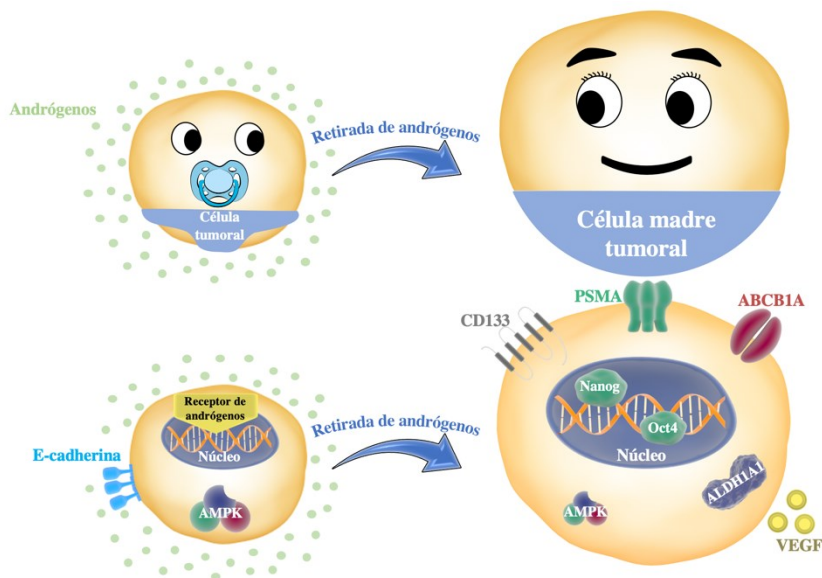 Andrógenos
Retirada de andrógenos
Célula
tumoral
Célula madre
tumoral
PSMA
ABCB1A
CD133
Nanog
Receptor de
andrógenos
Oct4
Retirada de andrógenos
Núcleo
Núcleo
E-cadherina
ALDH1A1
AMPK
AMPK
VEGF